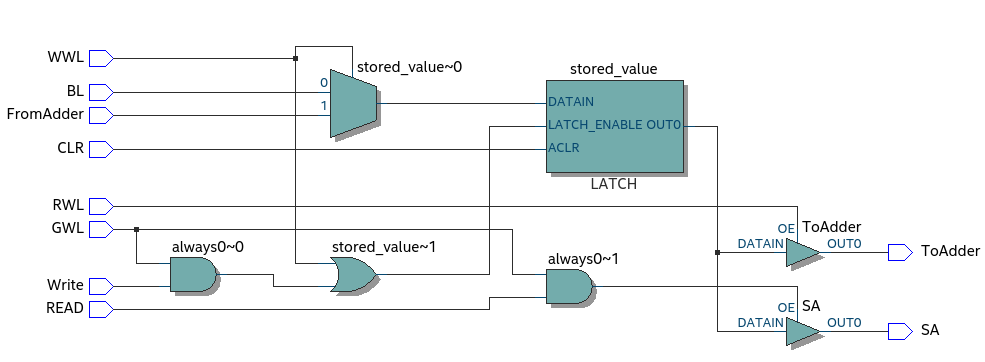 WWL
stored_value~0
stored_value
BL
0
FromAdder
1
DATAIN
LATCH_ENABLE OUT0
CLR
ACLR
LATCH
RWL
GWL
OE
ToAdder
DATAIN
OUT0
ToAdder
always0~0
stored_value~1
always0~1
Write
READ
OE
SA
DATAIN
OUT0
SA